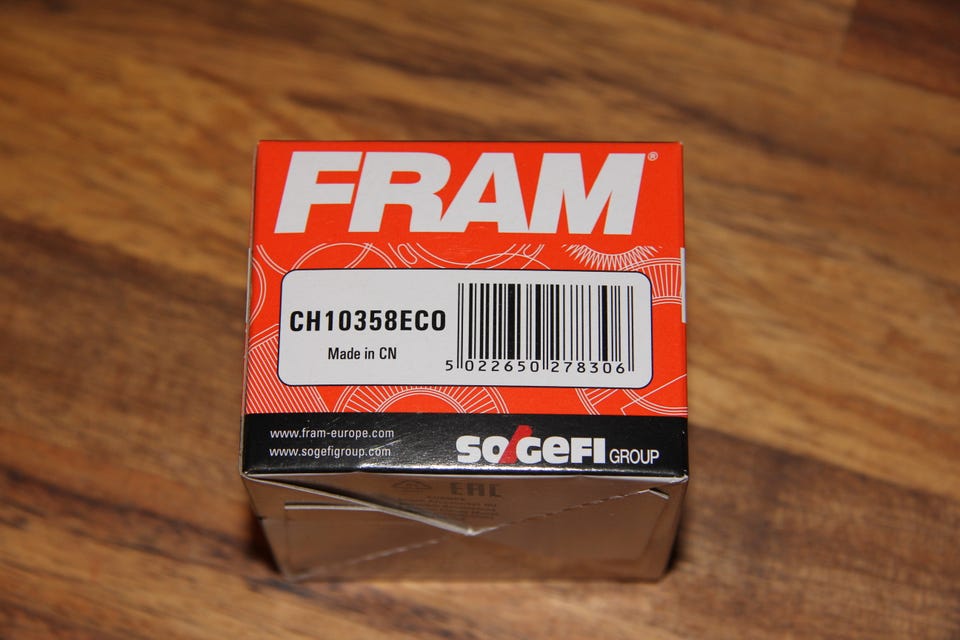 FRAM®
CH10358ECO
Made in CN
5 022650 278306
www.fram-europe.com
www.sogefigroup.com
SOGEFI GROUP
EAC